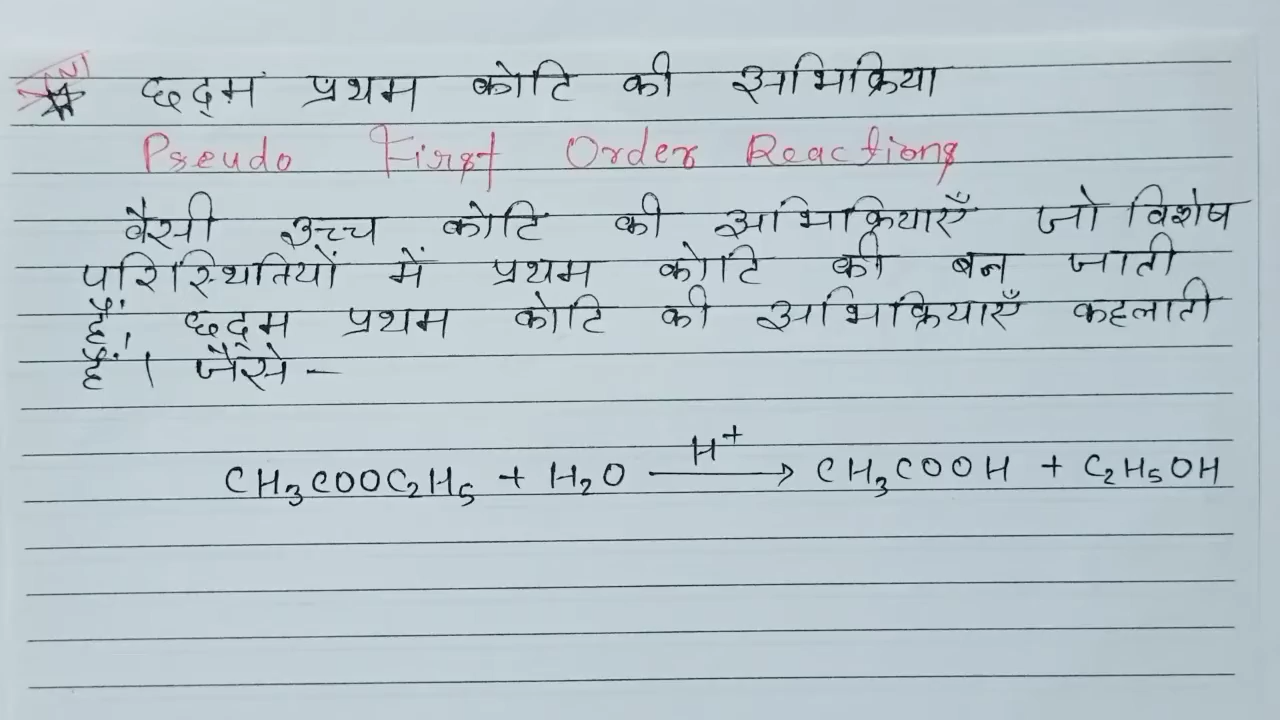 ☆ छद्म प्रथम कोटि की अभिक्रिया
Pseudo First Order Reactions
वैसी उच्च कोटि की अभिक्रियाएँ जो विशेष
परिस्थितियों में प्रथम कोटि की बन जाती
हैं, छद्म प्रथम कोटि की अभिक्रियाएँ कहलाती
हैं । जैसे –
CH₃COOC₂H₅ + H₂O —H⁺→ CH₃COOH + C₂H₅OH